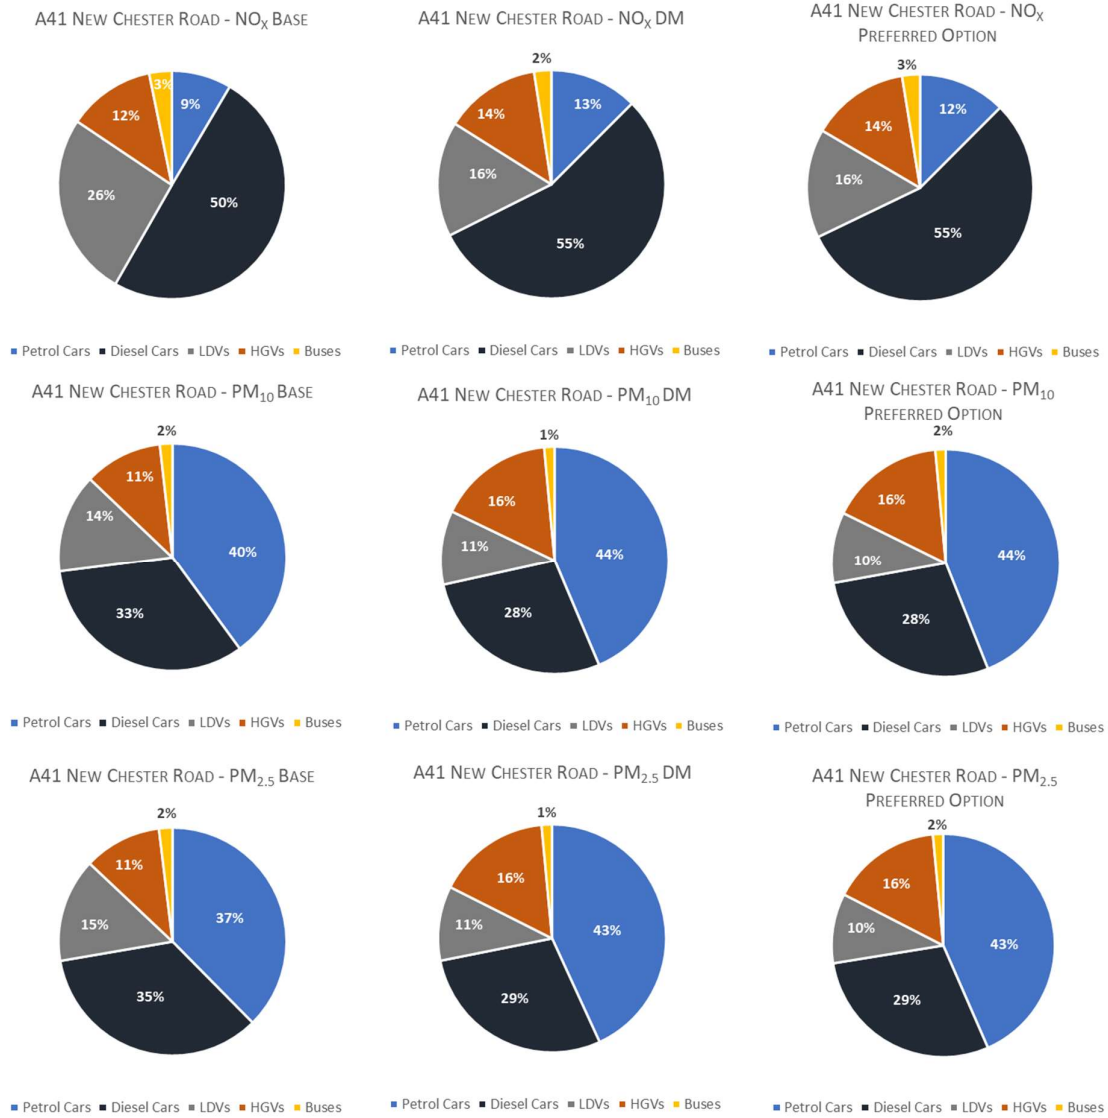 A41 NEW CHESTER ROAD - NOX BASE
3%
9%
12%
26%
50%
Petrol Cars Diesel Cars LDVs HGVs Buses
A41 NEW CHESTER ROAD - NOX DM
2%
13%
14%
16%
55%
Petrol Cars Diesel Cars LDVs HGVs Buses
A41 NEW CHESTER ROAD - NOX
PREFERRED OPTION
3%
12%
14%
16%
55%
Petrol Cars Diesel Cars LDVs HGVs Buses
A41 NEW CHESTER ROAD - PM10 BASE
2%
11%
14%
40%
33%
Petrol Cars Diesel Cars LDVs HGVs Buses
A41 NEW CHESTER ROAD - PM10 DM
1%
16%
11%
44%
28%
Petrol Cars Diesel Cars LDVs HGVs Buses
A41 NEW CHESTER ROAD - PM10
PREFERRED OPTION
2%
16%
10%
44%
28%
Petrol Cars Diesel Cars LDVs HGVs Buses
A41 NEW CHESTER ROAD - PM2.5 BASE
2%
11%
15%
37%
35%
Petrol Cars Diesel Cars LDVs HGVs Buses
A41 NEW CHESTER ROAD - PM2.5 DM
1%
16%
11%
43%
29%
Petrol Cars Diesel Cars LDVs HGVs Buses
A41 NEW CHESTER ROAD - PM2.5
PREFERRED OPTION
2%
16%
10%
43%
29%
Petrol Cars Diesel Cars LDVs HGVs Buses